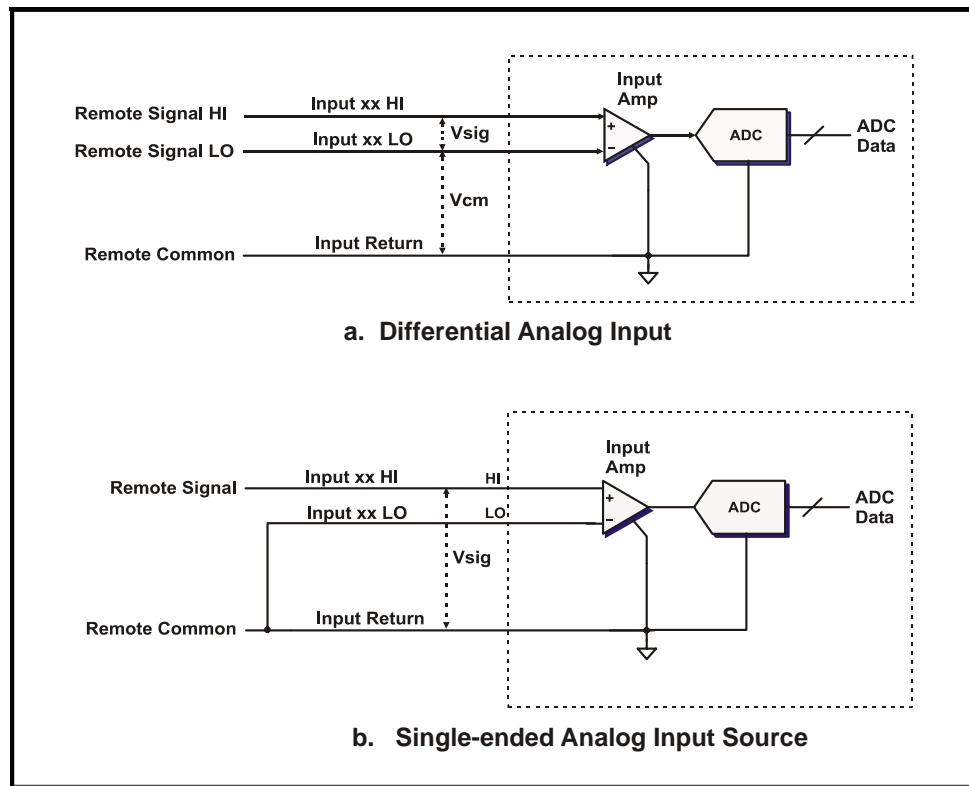 Input
Amp
Remote Signal HI
Input xx HI
+
ADC
ADC
Data
Vsig
Remote Signal LO
Input xx LO
−
Vcm
Remote Common
Input Return
a. Differential Analog Input
Input
Amp
Remote Signal
Input xx HI
HI
+
ADC
ADC
Data
Input xx LO
LO
−
Vsig
Remote Common
Input Return
b. Single-ended Analog Input Source